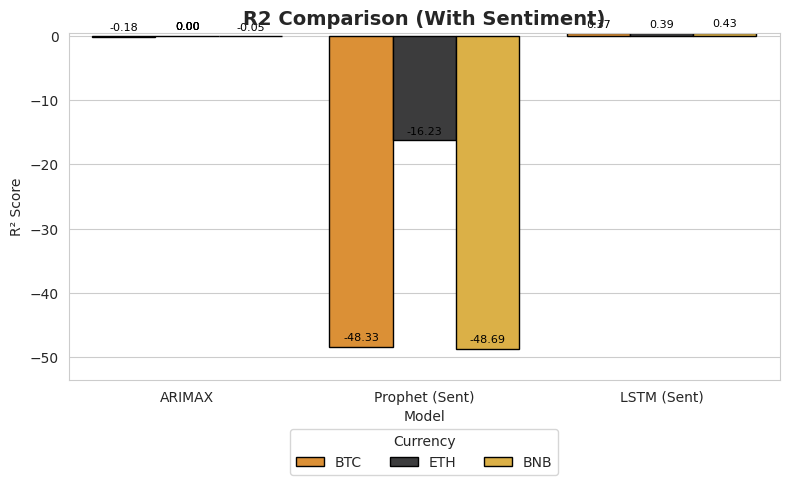 R2 Comparison (With Sentiment)
-0.18 0.00 -0.05 0.37 0.39 0.43
0
−10
-16.23
−20
−30
−40
-48.33 -48.69
−50
R² Score
ARIMAX Prophet (Sent) LSTM (Sent)
Model
Currency
BTC ETH BNB